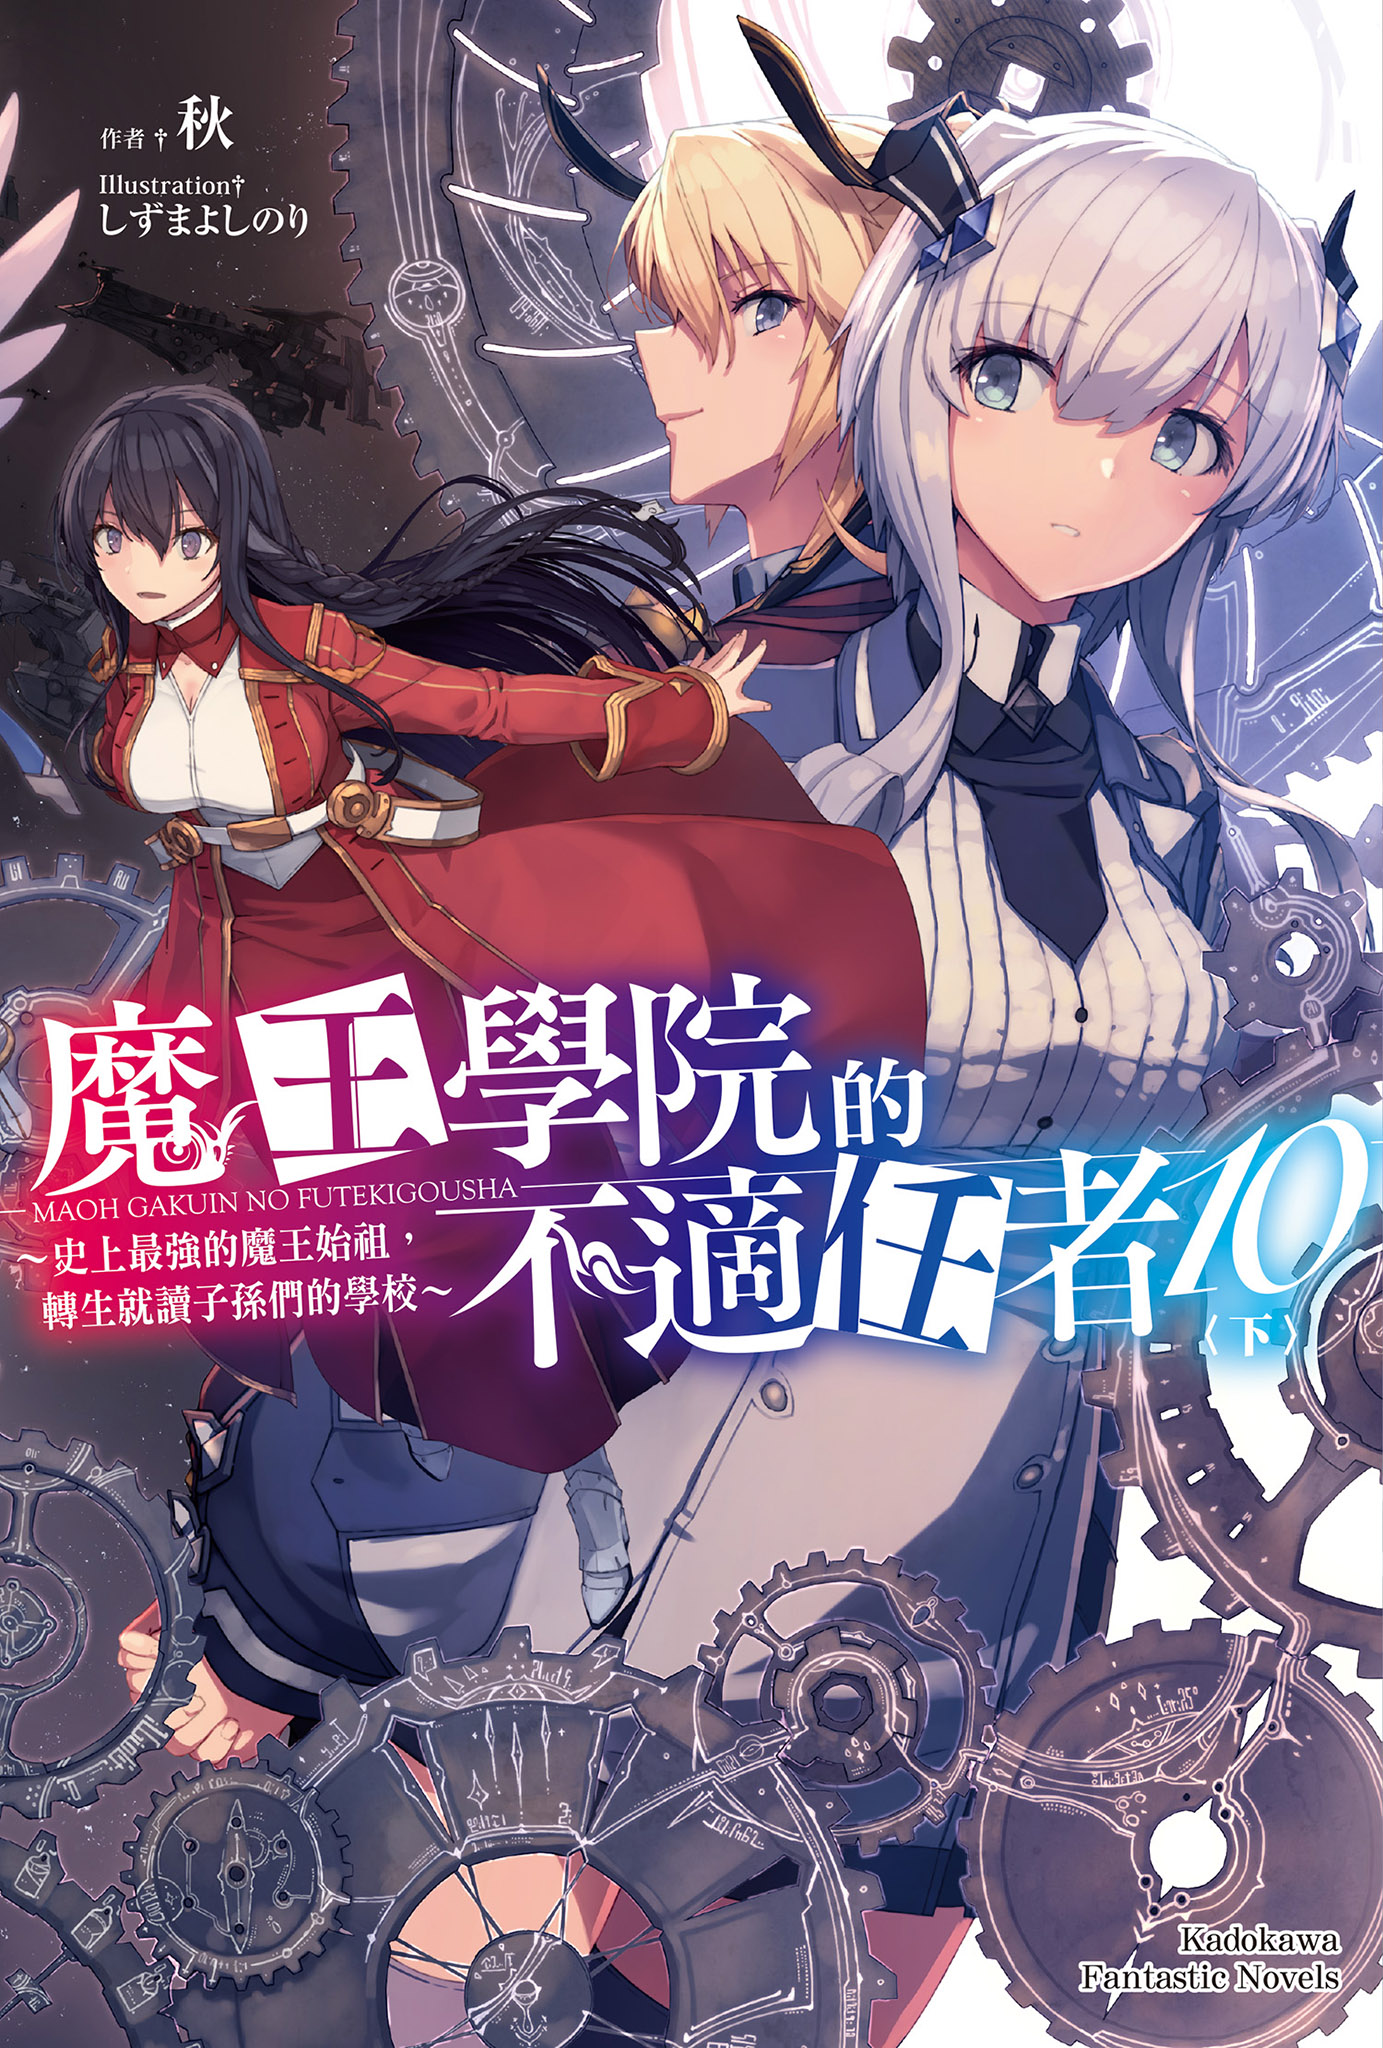 作者†秋
Illustration†
しずまよしのり
魔王學院的
MAOH GAKUIN NO FUTEKIGOUSHA
不適任者10
〈下〉
～史上最強的魔王始祖，
轉生就讀子孫們的學校～
Kadokawa
Fantastic Novels